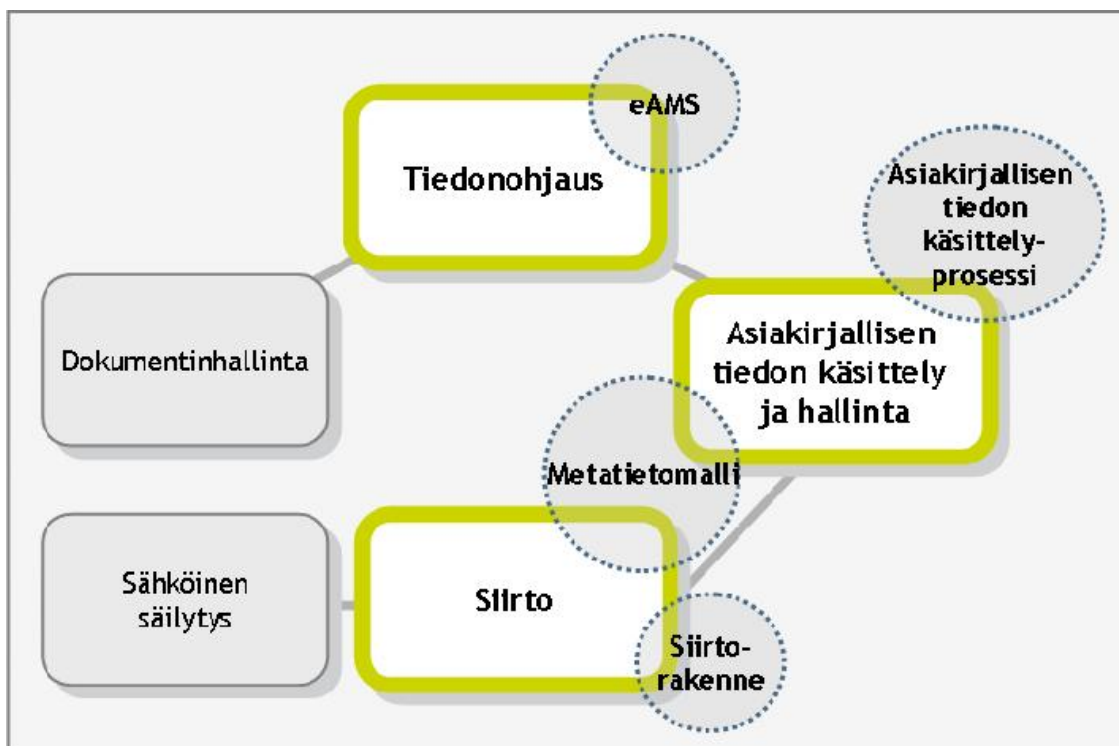 eAMS
Tiedonohjaus
Asiakirjallisen
tiedon
käsittely-
prosessi
Dokumentinhallinta
Asiakirjallisen
tiedon käsittely
ja hallinta
Metatietomalli
Sähköinen
säilytys
Siirto
Siirto-
rakenne